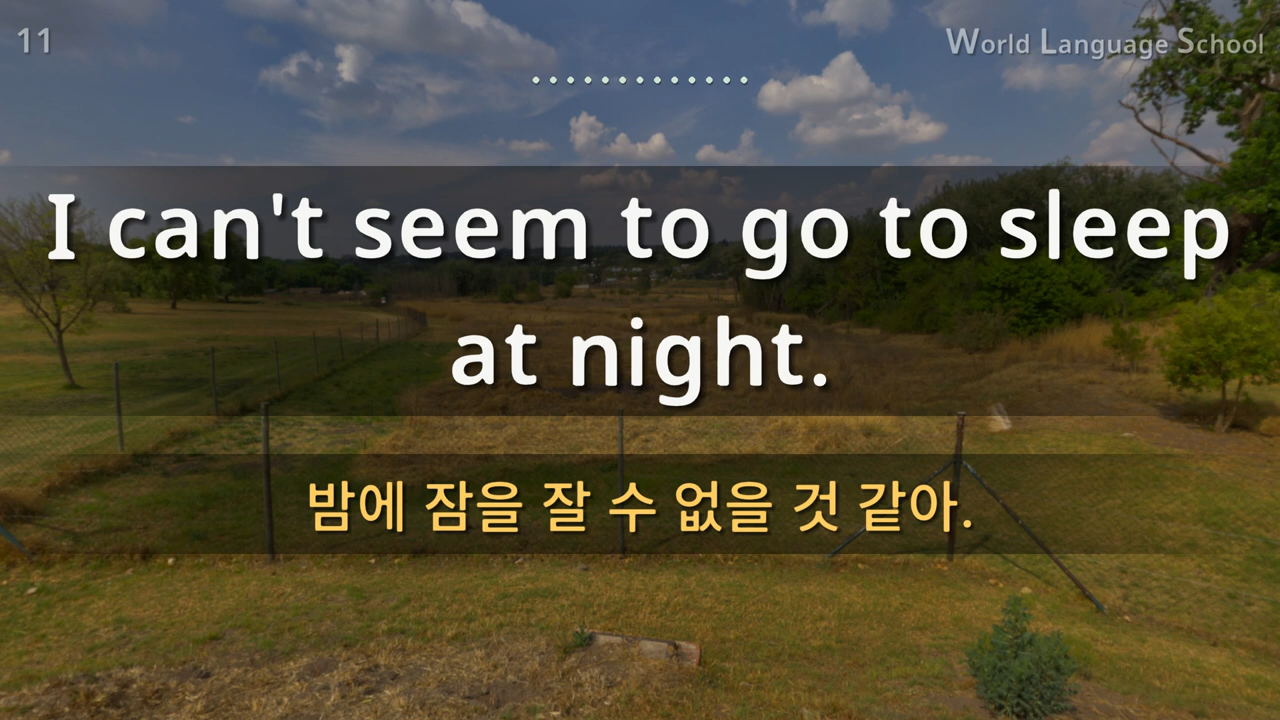 11
World Language School
I can't seem to go to sleep
at night.
밤에 잠을 잘 수 없을 것 같아.